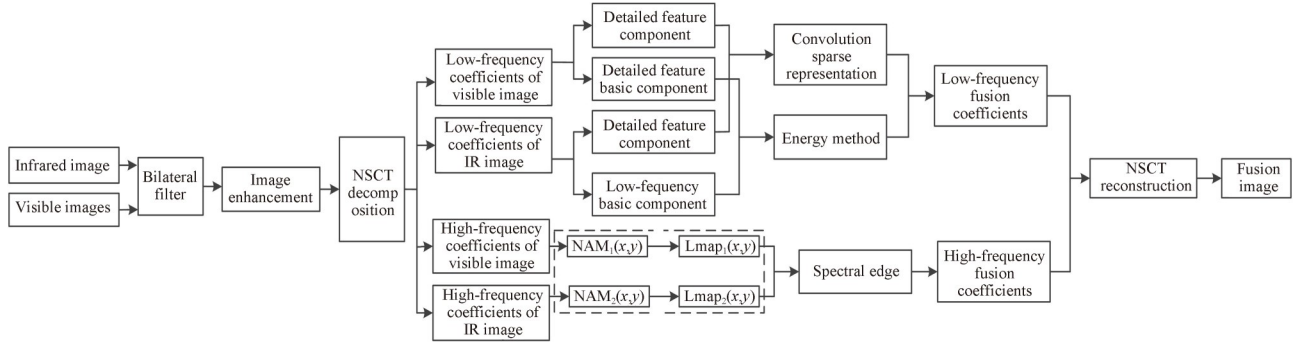 Infrared image
Visible images
Bilateral
filter
Image
enhancement
NSCT
decomp
osition
Low-frequency
coefficients of
visible image
Low-frequency
coefficients of
IR image
High-frequency
coefficients of
visible image
High-frequency
coefficients of
IR image
Detailed feature
component
Detailed feature
basic component
Detailed feature
component
Low-fequency
basic component
NAM₁(x,y)
Lmap₁(x,y)
NAM₂(x,y)
Lmap₂(x,y)
Convolution
sparse
representation
Energy method
Spectral edge
Low-frequency
fusion
coefficients
High-frequency
fusion
coefficients
NSCT
reconstruction
Fusion
image